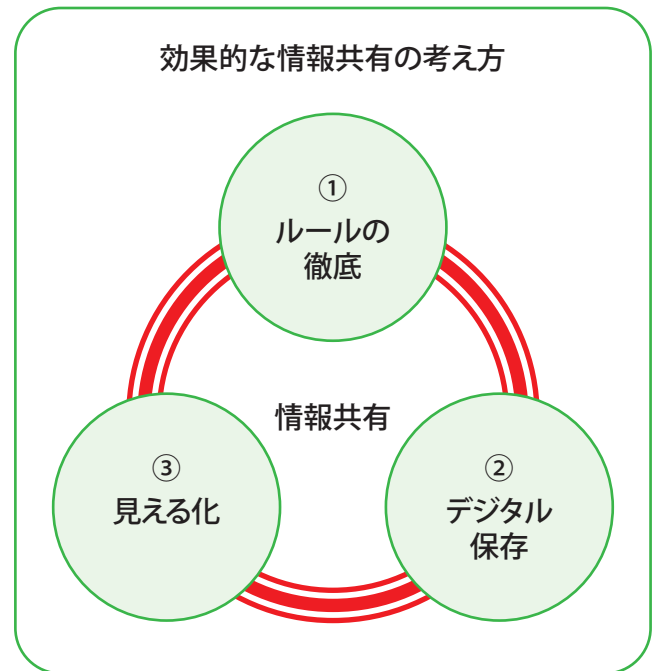 効果的な情報共有の考え方
①
ルールの
徹底
情報共有
③
見える化
②
デジタル
保存